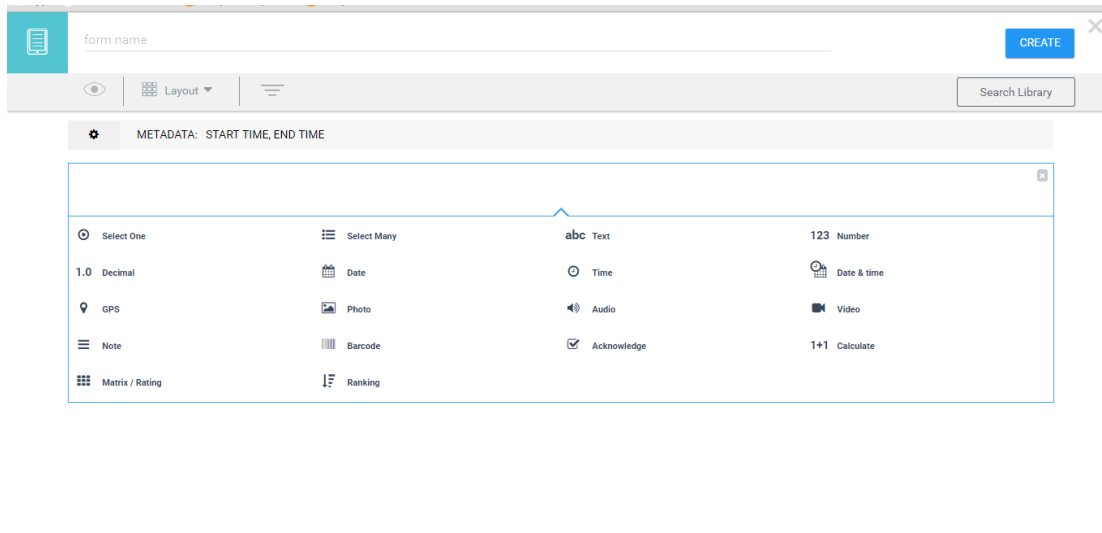 form name
CREATE
Layout
Search Library
METADATA: START TIME, END TIME
Select One
Select Many
abc Text
123 Number
1.0 Decimal
Date
Time
Date & time
GPS
Photo
Audio
Video
Note
Barcode
Acknowledge
1+1 Calculate
Matrix / Rating
Ranking